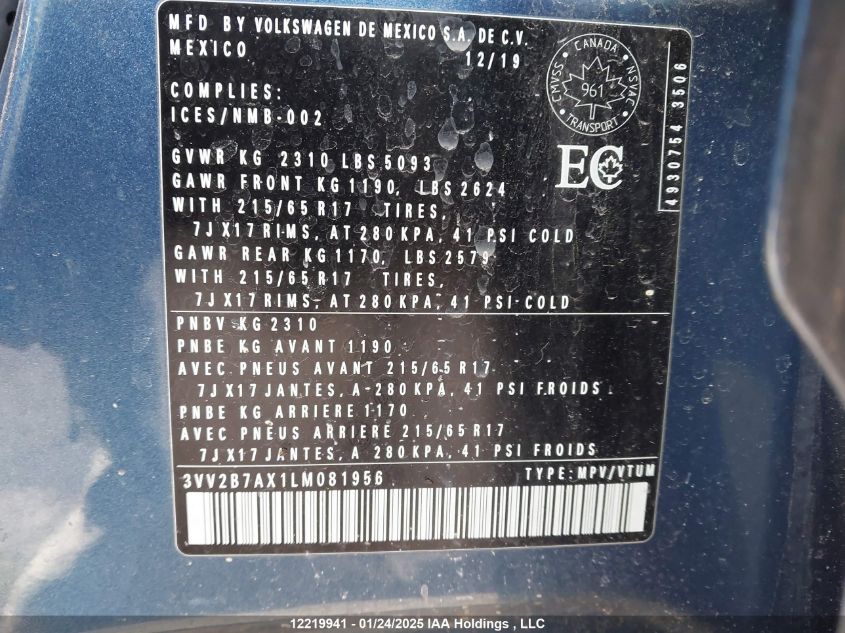 MFD BY VOLKSWAGEN DE MEXICO S.A. DE C.V.
MEXICO 12/19
COMPLIES:
ICES/NMB-002
GVWR KG 2310 LBS 5093
GAWR FRONT KG 1190, LBS 2624
WITH 215/65 R17 TIRES,
7J X17 RIMS, AT 280 KPA, 41 PSI COLD
GAWR REAR KG 1170, LBS 2579
WITH 215/65 R17 TIRES,
7J X17 RIMS, AT 280 KPA, 41 PSI COLD
CANADA
CMVSS 961 NSVAC
TRANSPORT
EC
4930754 3506
PNBV KG 2310
PNBE KG AVANT 1190
AVEC PNEUS AVANT 215/65 R17
7J X17 JANTES, A 280 KPA, 41 PSI FROIDS
PNBE KG ARRIERE 1170
AVEC PNEUS ARRIERE 215/65 R17
7J X17 JANTES, A 280 KPA, 41 PSI FROIDS
3VV2B7AX1LM081956 TYPE:MPV/VTUM
12219941 - 01/24/2025 IAA Holdings , LLC